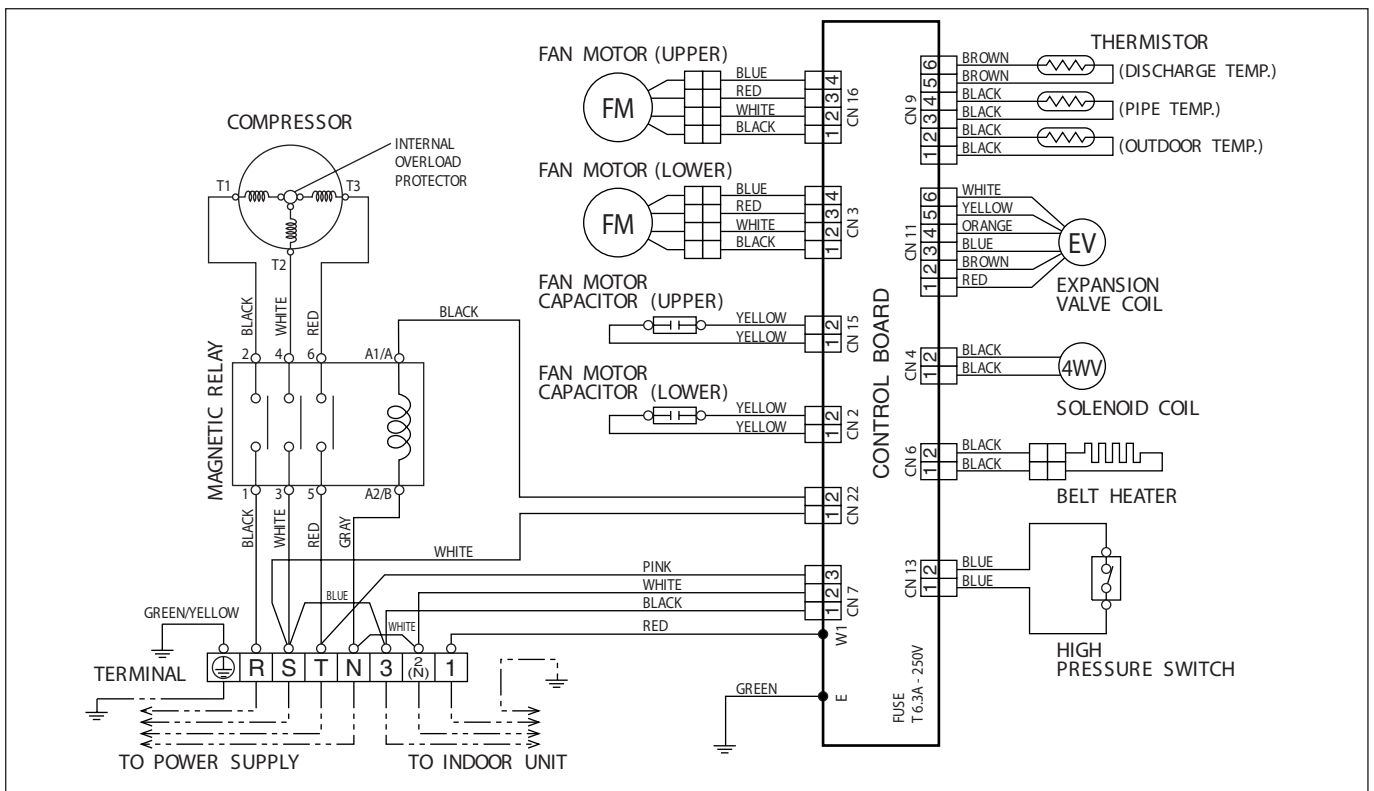 COMPRESSOR
INTERNAL
OVERLOAD
PROTECTOR
T1
T3
T2
BLACK
WHITE
RED
BLACK
2
4
6
A1/A
MAGNETIC RELAY
1
3
5
A2/B
BLACK
WHITE
RED
GRAY
WHITE
GREEN/YELLOW
BLUE
WHITE
TERMINAL
R
S
T
N
3
2
(N)
1
TO POWER SUPPLY
TO INDOOR UNIT
FAN MOTOR (UPPER)
FM
BLUE
RED
WHITE
BLACK
4
3
2
1
CN 16
FAN MOTOR (LOWER)
FM
BLUE
RED
WHITE
BLACK
4
3
2
1
CN 3
FAN MOTOR
CAPACITOR (UPPER)
YELLOW
YELLOW
2
1
CN 15
FAN MOTOR
CAPACITOR (LOWER)
YELLOW
YELLOW
2
1
CN 2
2
1
CN 22
PINK
WHITE
BLACK
3
2
1
CN 7
RED
W1
GREEN
E
CONTROL BOARD
FUSE
T 6.3A - 250V
THERMISTOR
6
5
4
3
2
1
CN 9
BROWN
BROWN
(DISCHARGE TEMP.)
BLACK
BLACK
(PIPE TEMP.)
BLACK
BLACK
(OUTDOOR TEMP.)
6
5
4
3
2
1
CN 11
WHITE
YELLOW
ORANGE
BLUE
BROWN
RED
EV
EXPANSION
VALVE COIL
CN 4
2
1
BLACK
BLACK
4WV
SOLENOID COIL
CN 6
2
1
BLACK
BLACK
BELT HEATER
CN 13
2
1
BLUE
BLUE
HIGH
PRESSURE SWITCH